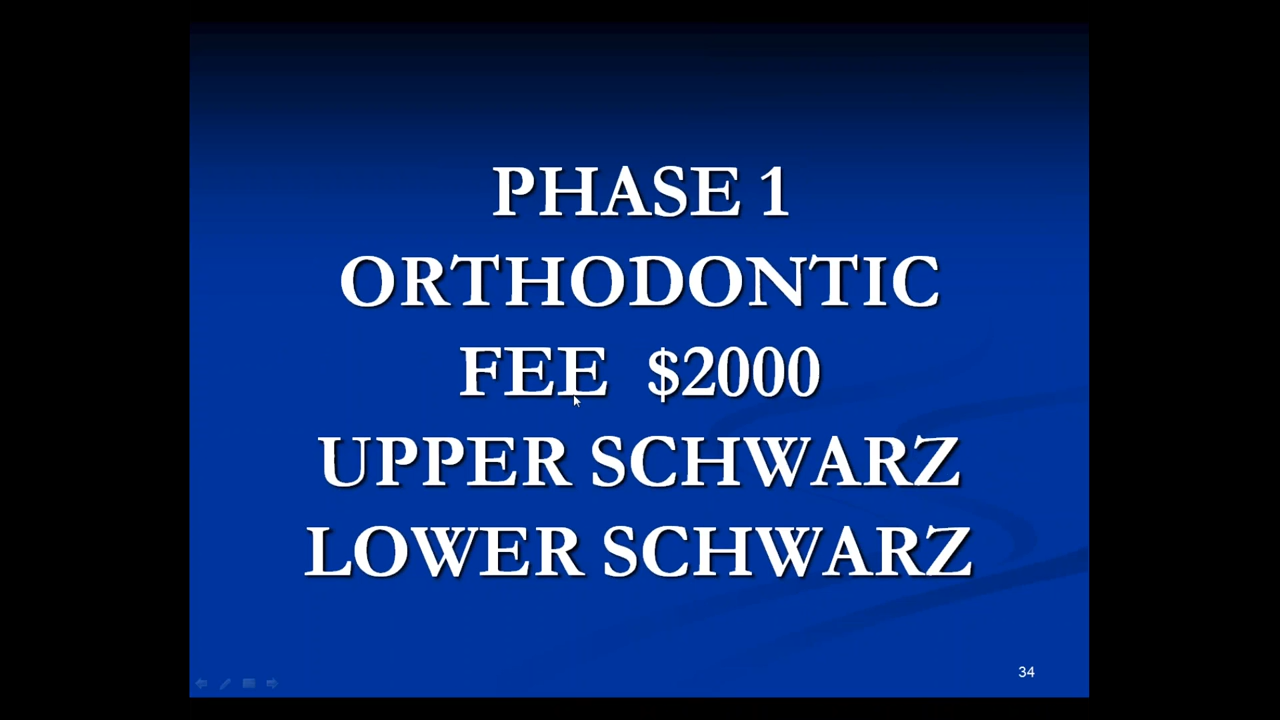 PHASE 1
ORTHODONTIC
FEE $2000
UPPER SCHWARZ
LOWER SCHWARZ
34